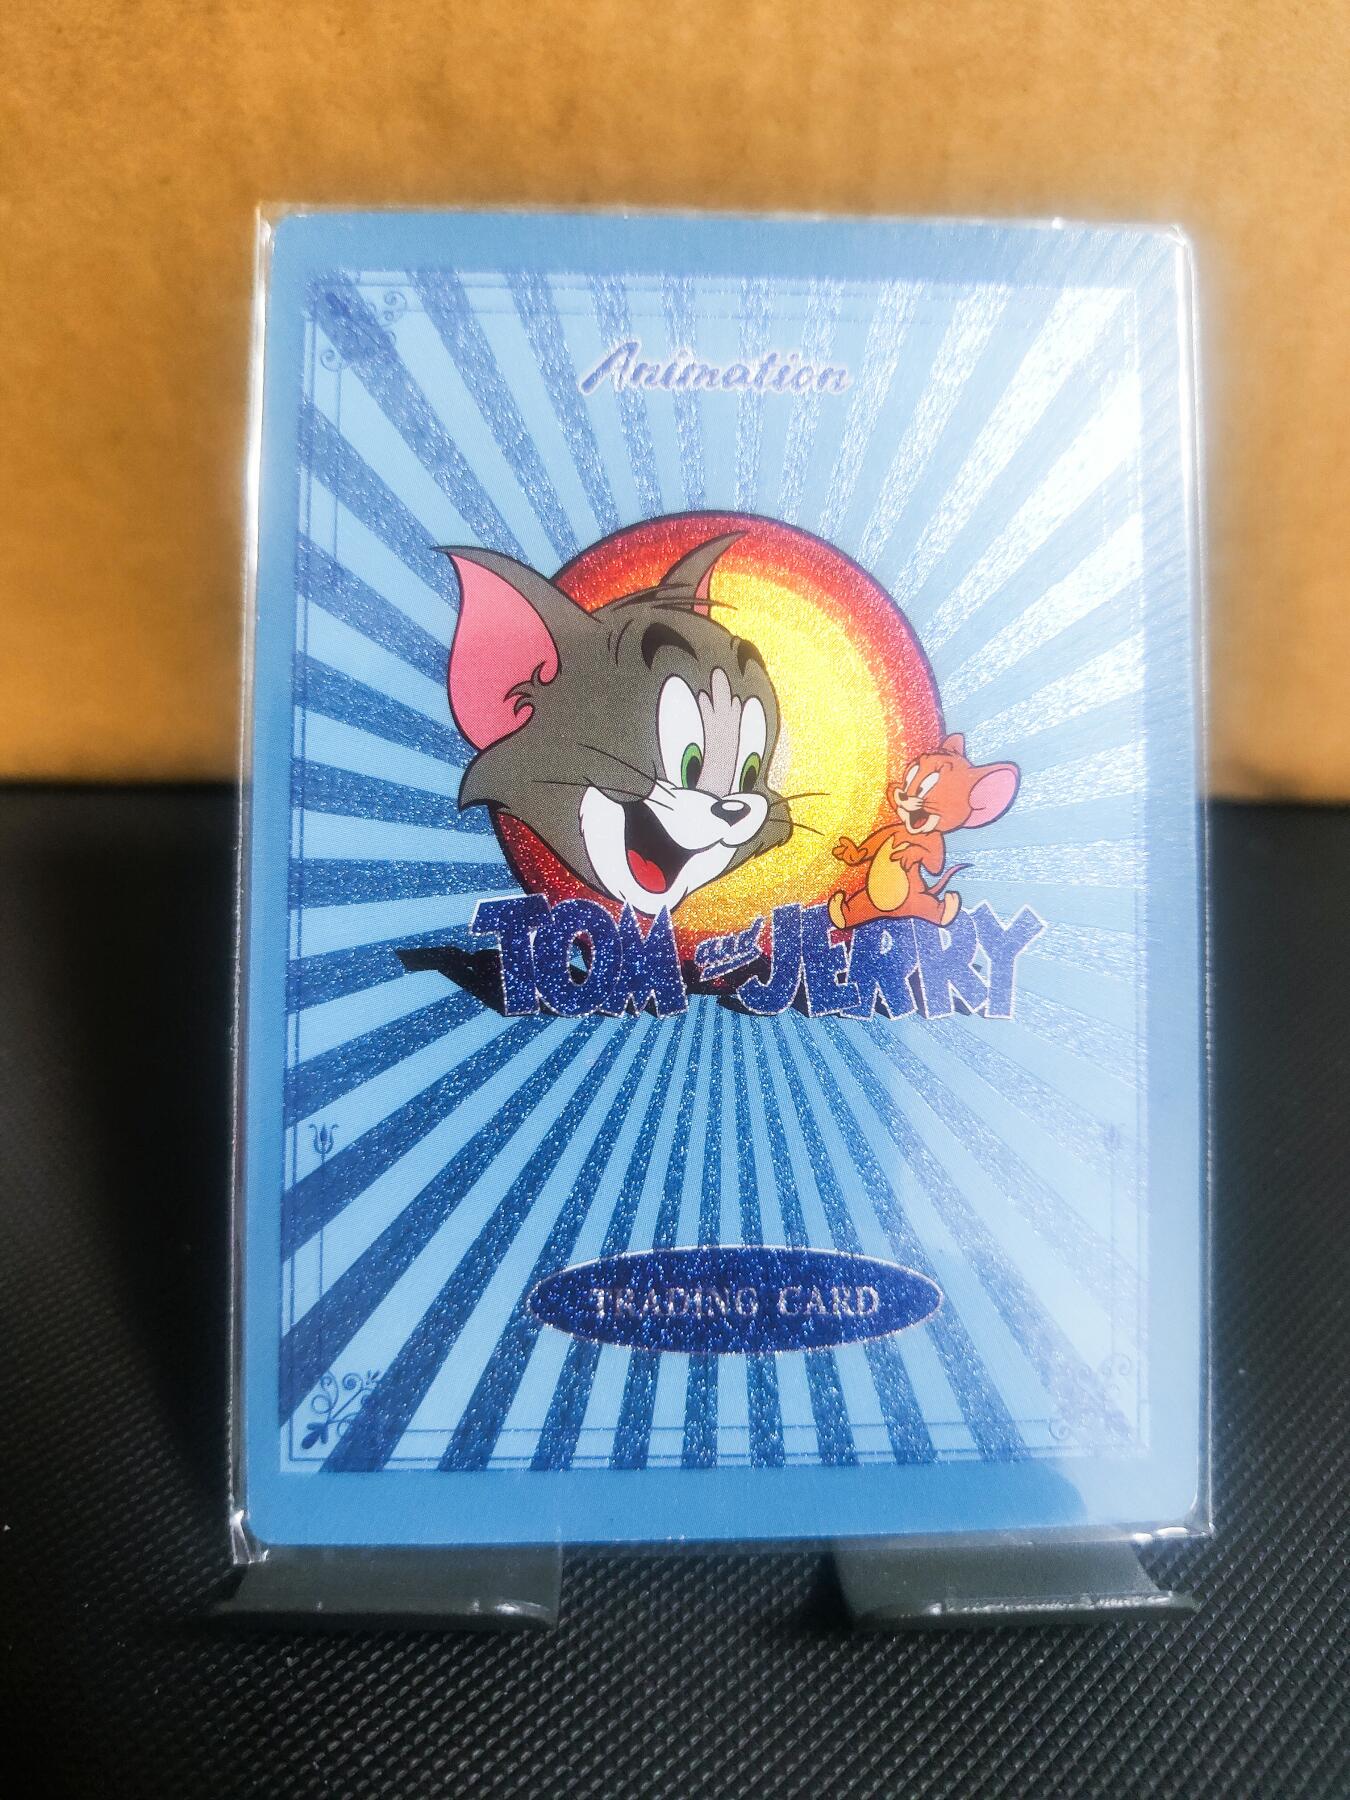 Animation
TOM and JERRY
TRADING CARD